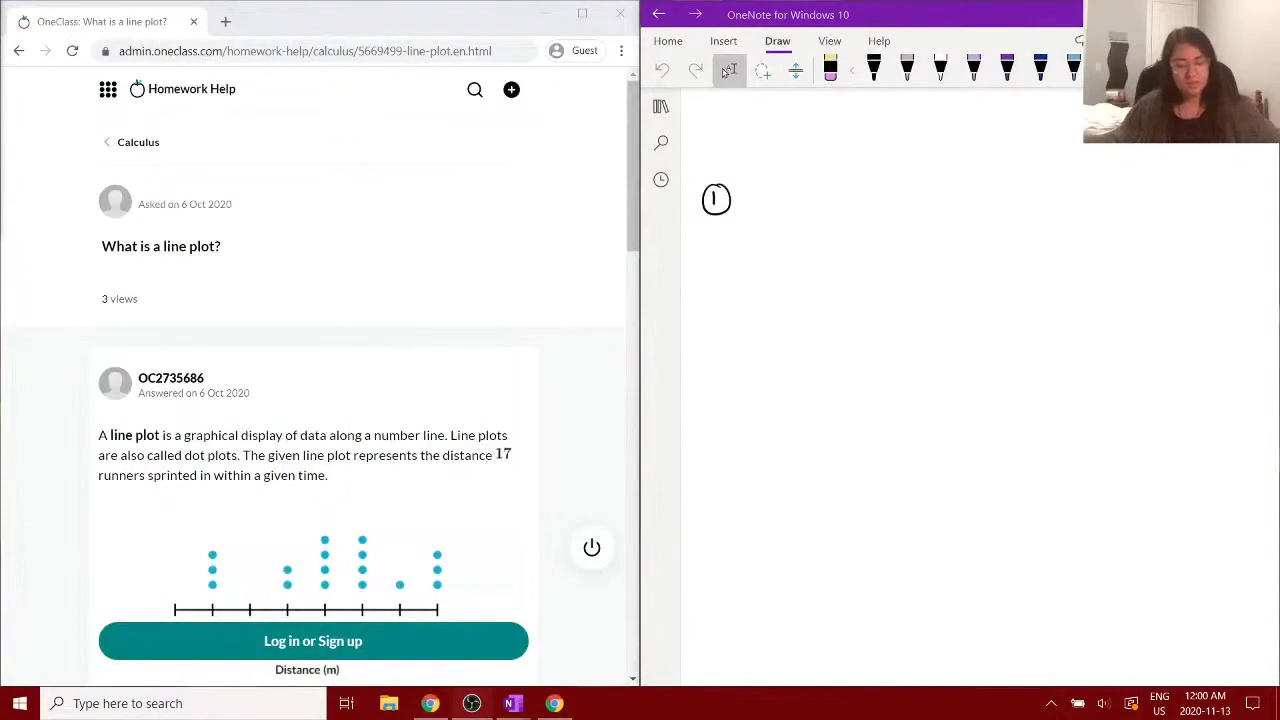 OneClass: What is a line plot?
admin.oneclass.com/homework-help/calculus/5669499-line-plot.en.html
Guest
Homework Help
Calculus
Asked on 6 Oct 2020
What is a line plot?
3 views
OC2735686
Answered on 6 Oct 2020
A line plot is a graphical display of data along a number line. Line plots
are also called dot plots. The given line plot represents the distance 17
runners sprinted in within a given time.
Log in or Sign up
Distance (m)
OneNote for Windows 10
Home Insert Draw View Help
1
Type here to search
ENG
US
12:00 AM
2020-11-13